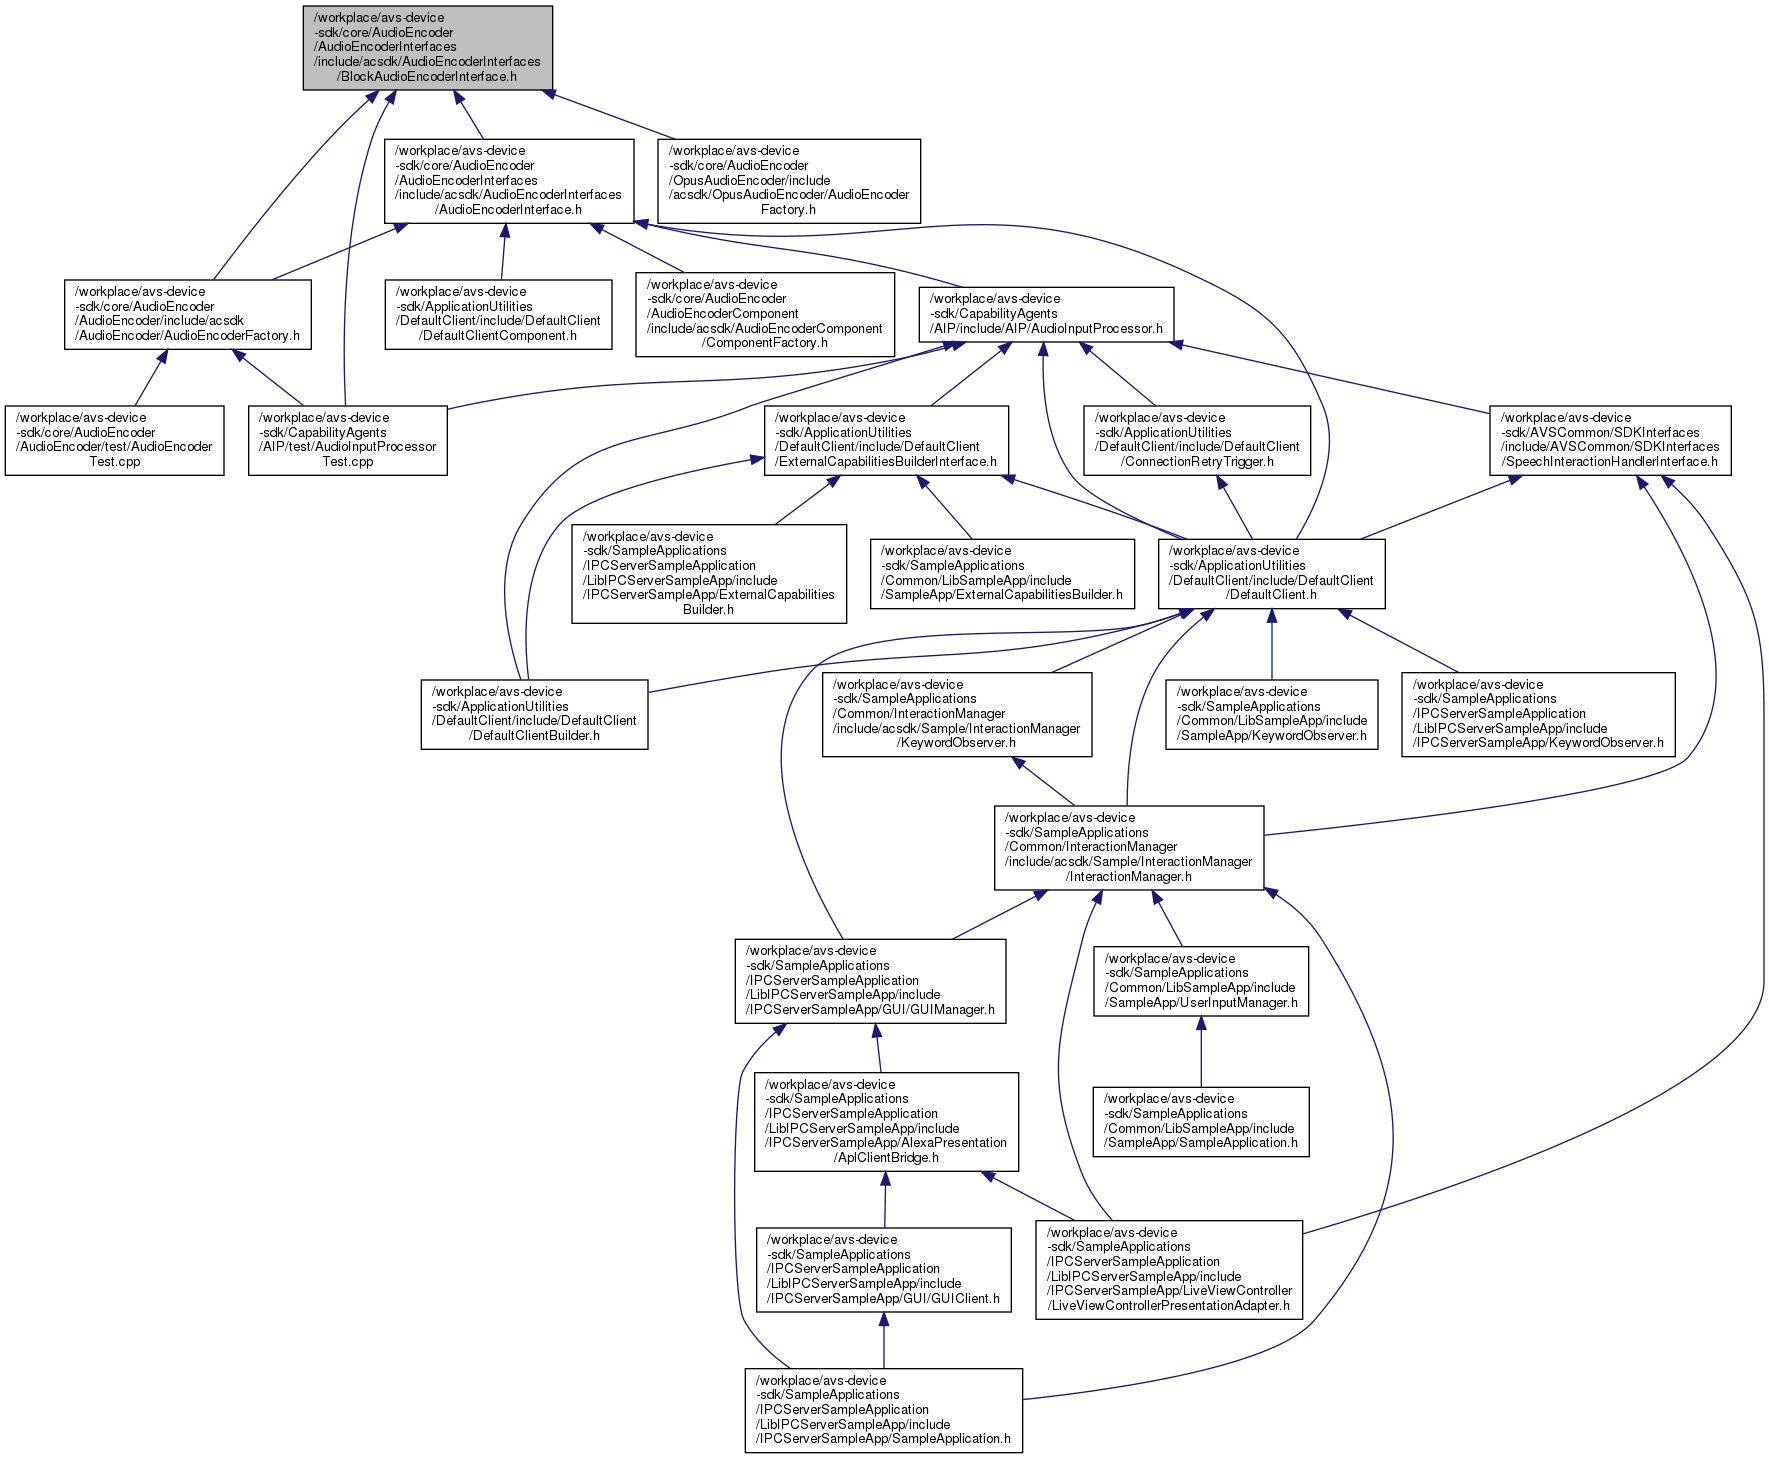 /workplace/avs-device
-sdk/core/AudioEncoder
/AudioEncoderInterfaces
/include/acsdk/AudioEncoderInterfaces
/BlockAudioEncoderInterface.h
/workplace/avs-device
-sdk/core/AudioEncoder
/AudioEncoderInterfaces
/include/acsdk/AudioEncoderInterfaces
/AudioEncoderInterface.h
/workplace/avs-device
-sdk/core/AudioEncoder
/OpusAudioEncoder/include
/acsdk/OpusAudioEncoder/AudioEncoder
Factory.h
/workplace/avs-device
-sdk/core/AudioEncoder
/AudioEncoder/include/acsdk
/AudioEncoder/AudioEncoderFactory.h
/workplace/avs-device
-sdk/ApplicationUtilities
/DefaultClient/include/DefaultClient
/DefaultClientComponent.h
/workplace/avs-device
-sdk/core/AudioEncoder
/AudioEncoderComponent
/include/acsdk/AudioEncoderComponent
/ComponentFactory.h
/workplace/avs-device
-sdk/CapabilityAgents
/AIP/include/AIP/AudioInputProcessor.h
/workplace/avs-device
-sdk/core/AudioEncoder
/AudioEncoder/test/AudioEncoder
Test.cpp
/workplace/avs-device
-sdk/CapabilityAgents
/AIP/test/AudioInputProcessor
Test.cpp
/workplace/avs-device
-sdk/ApplicationUtilities
/DefaultClient/include/DefaultClient
/ExternalCapabilitiesBuilderInterface.h
/workplace/avs-device
-sdk/ApplicationUtilities
/DefaultClient/include/DefaultClient
/ConnectionRetryTrigger.h
/workplace/avs-device
-sdk/AVSCommon/SDKInterfaces
/include/AVSCommon/SDKInterfaces
/SpeechInteractionHandlerInterface.h
/workplace/avs-device
-sdk/SampleApplications
/IPCServerSampleApplication
/LibIPCServerSampleApp/include
/IPCServerSampleApp/ExternalCapabilities
Builder.h
/workplace/avs-device
-sdk/SampleApplications
/Common/LibSampleApp/include
/SampleApp/ExternalCapabilitiesBuilder.h
/workplace/avs-device
-sdk/ApplicationUtilities
/DefaultClient/include/DefaultClient
/DefaultClient.h
/workplace/avs-device
-sdk/ApplicationUtilities
/DefaultClient/include/DefaultClient
/DefaultClientBuilder.h
/workplace/avs-device
-sdk/SampleApplications
/Common/InteractionManager
/include/acsdk/Sample/InteractionManager
/KeywordObserver.h
/workplace/avs-device
-sdk/SampleApplications
/Common/LibSampleApp/include
/SampleApp/KeywordObserver.h
/workplace/avs-device
-sdk/SampleApplications
/IPCServerSampleApplication
/LibIPCServerSampleApp/include
/IPCServerSampleApp/KeywordObserver.h
/workplace/avs-device
-sdk/SampleApplications
/Common/InteractionManager
/include/acsdk/Sample/InteractionManager
/InteractionManager.h
/workplace/avs-device
-sdk/SampleApplications
/IPCServerSampleApplication
/LibIPCServerSampleApp/include
/IPCServerSampleApp/GUI/GUIManager.h
/workplace/avs-device
-sdk/SampleApplications
/Common/LibSampleApp/include
/SampleApp/UserInputManager.h
/workplace/avs-device
-sdk/SampleApplications
/IPCServerSampleApplication
/LibIPCServerSampleApp/include
/IPCServerSampleApp/AlexaPresentation
/AplClientBridge.h
/workplace/avs-device
-sdk/SampleApplications
/Common/LibSampleApp/include
/SampleApp/SampleApplication.h
/workplace/avs-device
-sdk/SampleApplications
/IPCServerSampleApplication
/LibIPCServerSampleApp/include
/IPCServerSampleApp/GUI/GUIClient.h
/workplace/avs-device
-sdk/SampleApplications
/IPCServerSampleApplication
/LibIPCServerSampleApp/include
/IPCServerSampleApp/LiveViewController
/LiveViewControllerPresentationAdapter.h
/workplace/avs-device
-sdk/SampleApplications
/IPCServerSampleApplication
/LibIPCServerSampleApp/include
/IPCServerSampleApp/SampleApplication.h